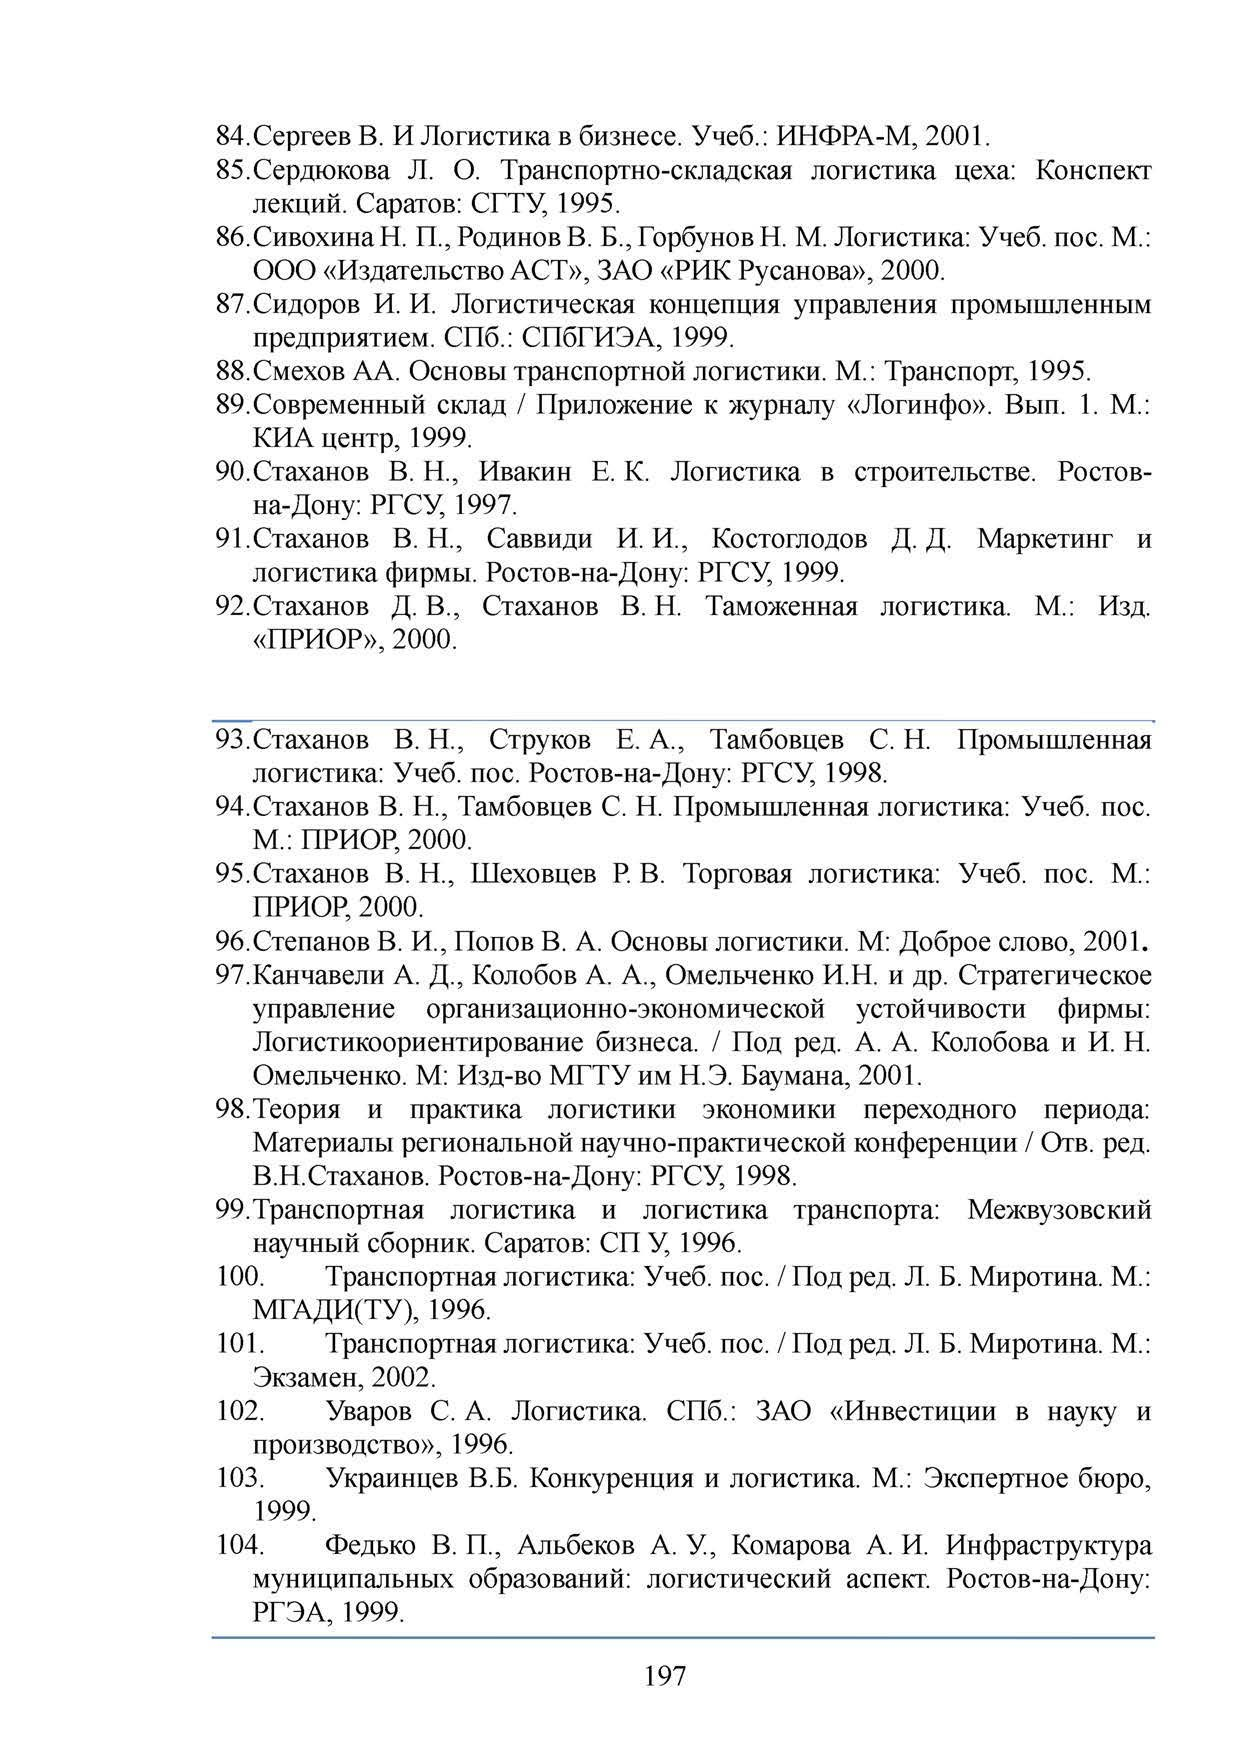 84.Сергеев В. И Логистика в бизнесе. Учеб.: ИНФРА-М, 2001.
85.Сердюкова Л. О. Транспортно-складская логистика цеха: Конспект
лекций. Саратов: СГТУ, 1995.
86.Сивохина Н. П., Родинов В. Б., Горбунов Н. М. Логистика: Учеб. пос. М.:
ООО «Издательство АСТ», ЗАО «РИК Русанова», 2000.
87.Сидоров И. И. Логистическая концепция управления промышленным
предприятием. СПб.: СПбГИЭА, 1999.
88.Смехов АА. Основы транспортной логистики. М.: Транспорт, 1995.
89.Современный склад / Приложение к журналу «Логинфо». Вып. 1. М.:
КИА центр, 1999.
90.Стаханов В. Н., Ивакин Е. К. Логистика в строительстве. Ростов-
на-Дону: РГСУ, 1997.
91.Стаханов В. Н., Саввиди И. И., Костоглодов Д. Д. Маркетинг и
логистика фирмы. Ростов-на-Дону: РГСУ, 1999.
92.Стаханов Д. В., Стаханов В. Н. Таможенная логистика. М.: Изд.
«ПРИОР», 2000.
93.Стаханов В. Н., Струков Е. А., Тамбовцев С. Н. Промышленная
логистика: Учеб. пос. Ростов-на-Дону: РГСУ, 1998.
94.Стаханов В. Н., Тамбовцев С. Н. Промышленная логистика: Учеб. пос.
М.: ПРИОР, 2000.
95.Стаханов В. Н., Шеховцев Р. В. Торговая логистика: Учеб. пос. М.:
ПРИОР, 2000.
96.Степанов В. И., Попов В. А. Основы логистики. М: Доброе слово, 2001.
97.Канчавели А. Д., Колобов А. А., Омельченко И.Н. и др. Стратегическое
управление организационно-экономической устойчивости фирмы:
Логистикоориентирование бизнеса. / Под ред. А. А. Колобова и И. Н.
Омельченко. М: Изд-во МГТУ им Н.Э. Баумана, 2001.
98.Теория и практика логистики экономики переходного периода:
Материалы региональной научно-практической конференции / Отв. ред.
В.Н.Стаханов. Ростов-на-Дону: РГСУ, 1998.
99.Транспортная логистика и логистика транспорта: Межвузовский
научный сборник. Саратов: СП У, 1996.
100. Транспортная логистика: Учеб. пос. / Под ред. Л. Б. Миротина. М.:
МГАДИ(ТУ), 1996.
101. Транспортная логистика: Учеб. пос. / Под ред. Л. Б. Миротина. М.:
Экзамен, 2002.
102. Уваров С. А. Логистика. СПб.: ЗАО «Инвестиции в науку и
производство», 1996.
103. Украинцев В.Б. Конкуренция и логистика. М.: Экспертное бюро,
1999.
104. Федько В. П., Альбеков А. У., Комарова А. И. Инфраструктура
муниципальных образований: логистический аспект. Ростов-на-Дону:
РГЭА, 1999.
197